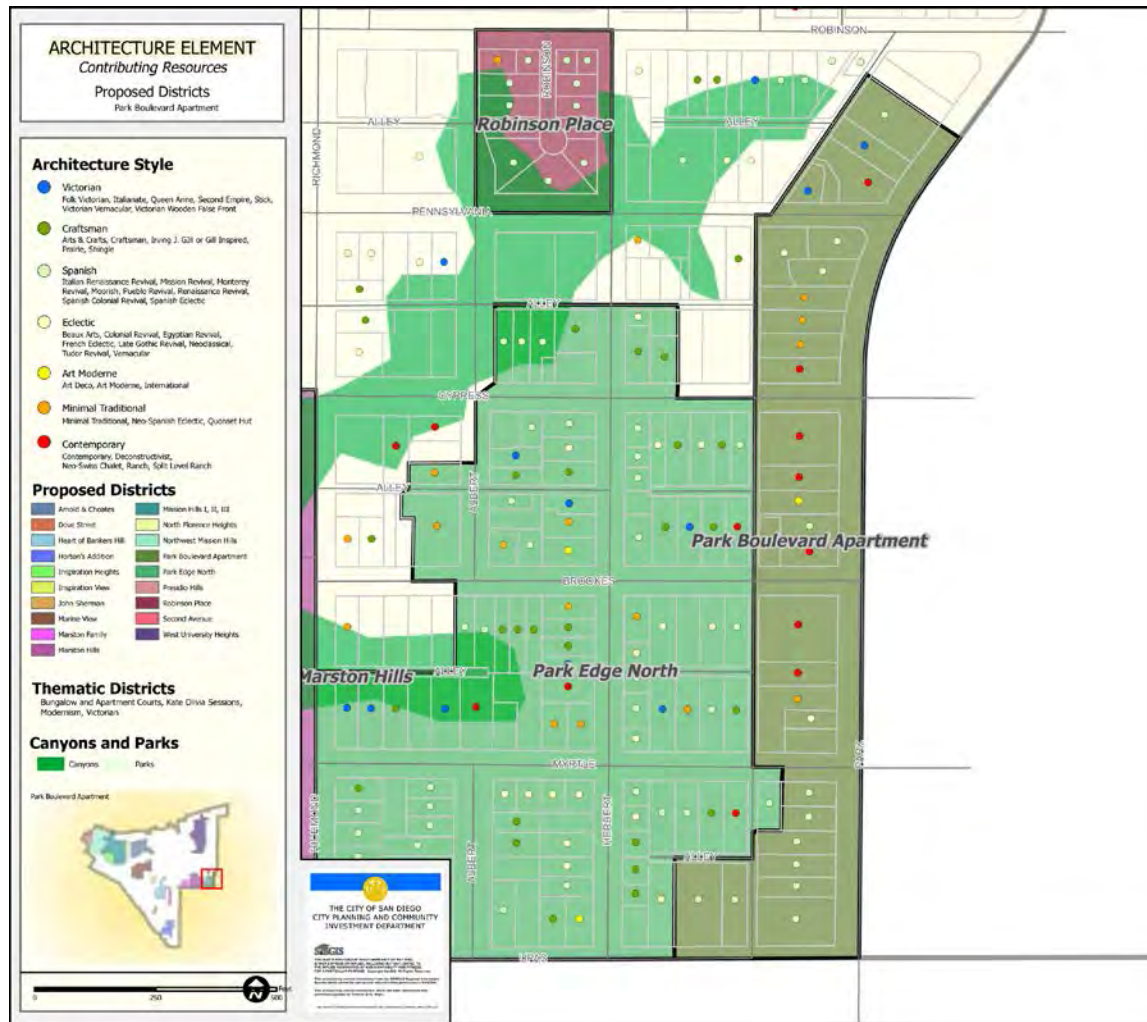 ARCHITECTURE ELEMENT
Contributing Resources
Proposed Districts
Park Boulevard Apartment
Architecture Style
Victorian
Folk Victorian, Italianate, Queen Anne, Second Empire, Stick,
Victorian Vernacular, Victorian Wooden False Front
Craftsman
Arts & Crafts, Craftsman, Irving J. Gill or Gill Inspired,
Prairie, Shingle
Spanish
Italian Renaissance Revival, Mission Revival, Monterey
Revival, Moorish, Pueblo Revival, Renaissance Revival,
Spanish Colonial Revival, Spanish Eclectic
Eclectic
Beaux Arts, Colonial Revival, Egyptian Revival,
French Eclectic, Late Gothic Revival, Neoclassical,
Tudor Revival, Vernacular
Art Moderne
Art Deco, Art Moderne, International
Minimal Traditional
Minimal Traditional, Neo-Spanish Eclectic, Quonset Hut
Contemporary
Contemporary, Deconstructivist,
Neo-Swiss Chalet, Ranch, Split Level Ranch
Proposed Districts
Arnold & Choates
Dove Street
Heart of Bankers Hill
Horton's Addition
Inspiration Heights
Inspiration View
John Sherman
Marine View
Marston Family
Marston Hills
Mission Hills I, II, III
North Florence Heights
Northwest Mission Hills
Park Boulevard Apartment
Park Edge North
Presidio Hills
Robinson Place
Second Avenue
West University Heights
Thematic Districts
Bungalow and Apartment Courts, Kate Olivia Sessions,
Modernism, Victorian
Canyons and Parks
Canyons
Parks
Park Boulevard Apartment
0
250
500
Feet
N
ROBINSON
ROBINSON
RICHMOND
ALLEY
Robinson Place
ALLEY
PENNSYLVANIA
ALLEY
CYPRESS
ALLEY
ALBERT
Park Boulevard Apartment
BROOKES
ALLEY
Marston Hills
Park Edge North
PARK
MYRTLE
RICHMOND
ALBERT
HERBERT
ALLEY
UPAS
THE CITY OF SAN DIEGO
CITY PLANNING AND COMMUNITY
INVESTMENT DEPARTMENT
SanGIS